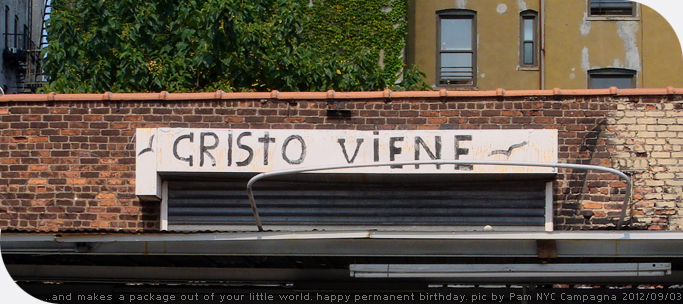 CRISTO ViENE
...and makes a package out of your little world. happy permanent birthday. pic by Pam NYC Campagna 2012/09/03